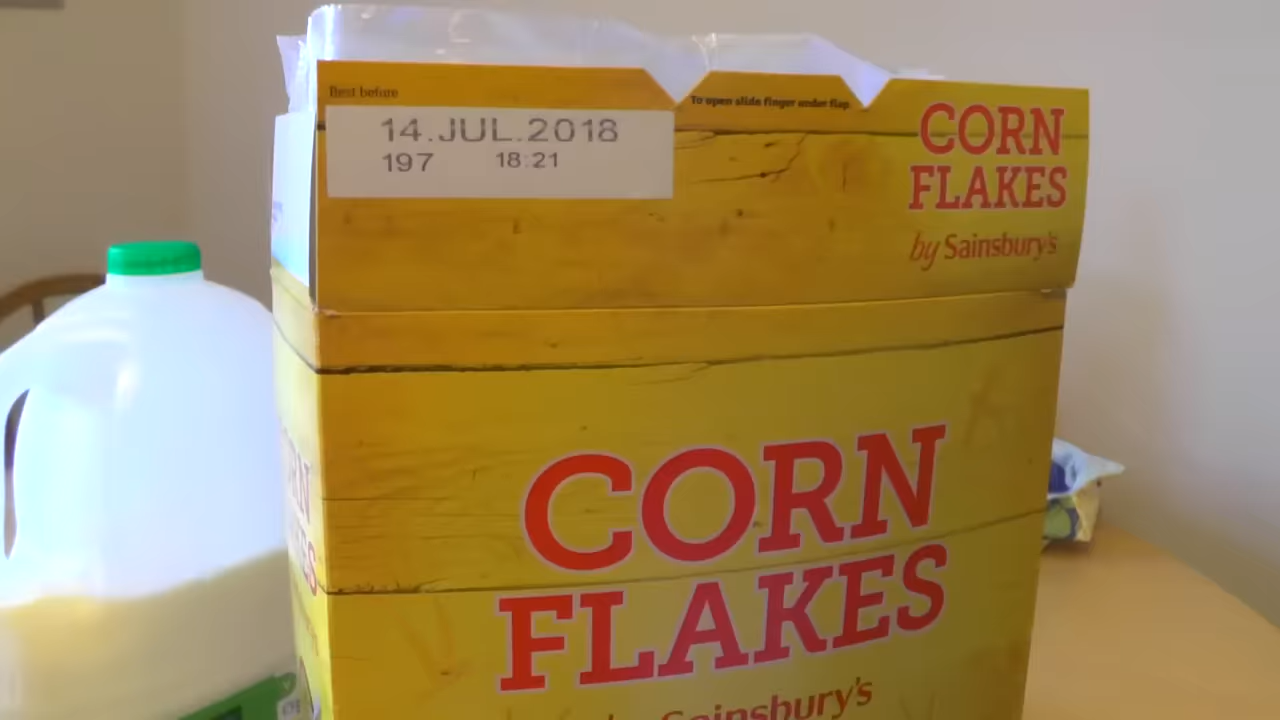 Best before
14.JUL.2018
197 18:21
To open slide finger under flap.
CORN
FLAKES
by Sainsbury's
CORN
FLAKES
by Sainsbury's